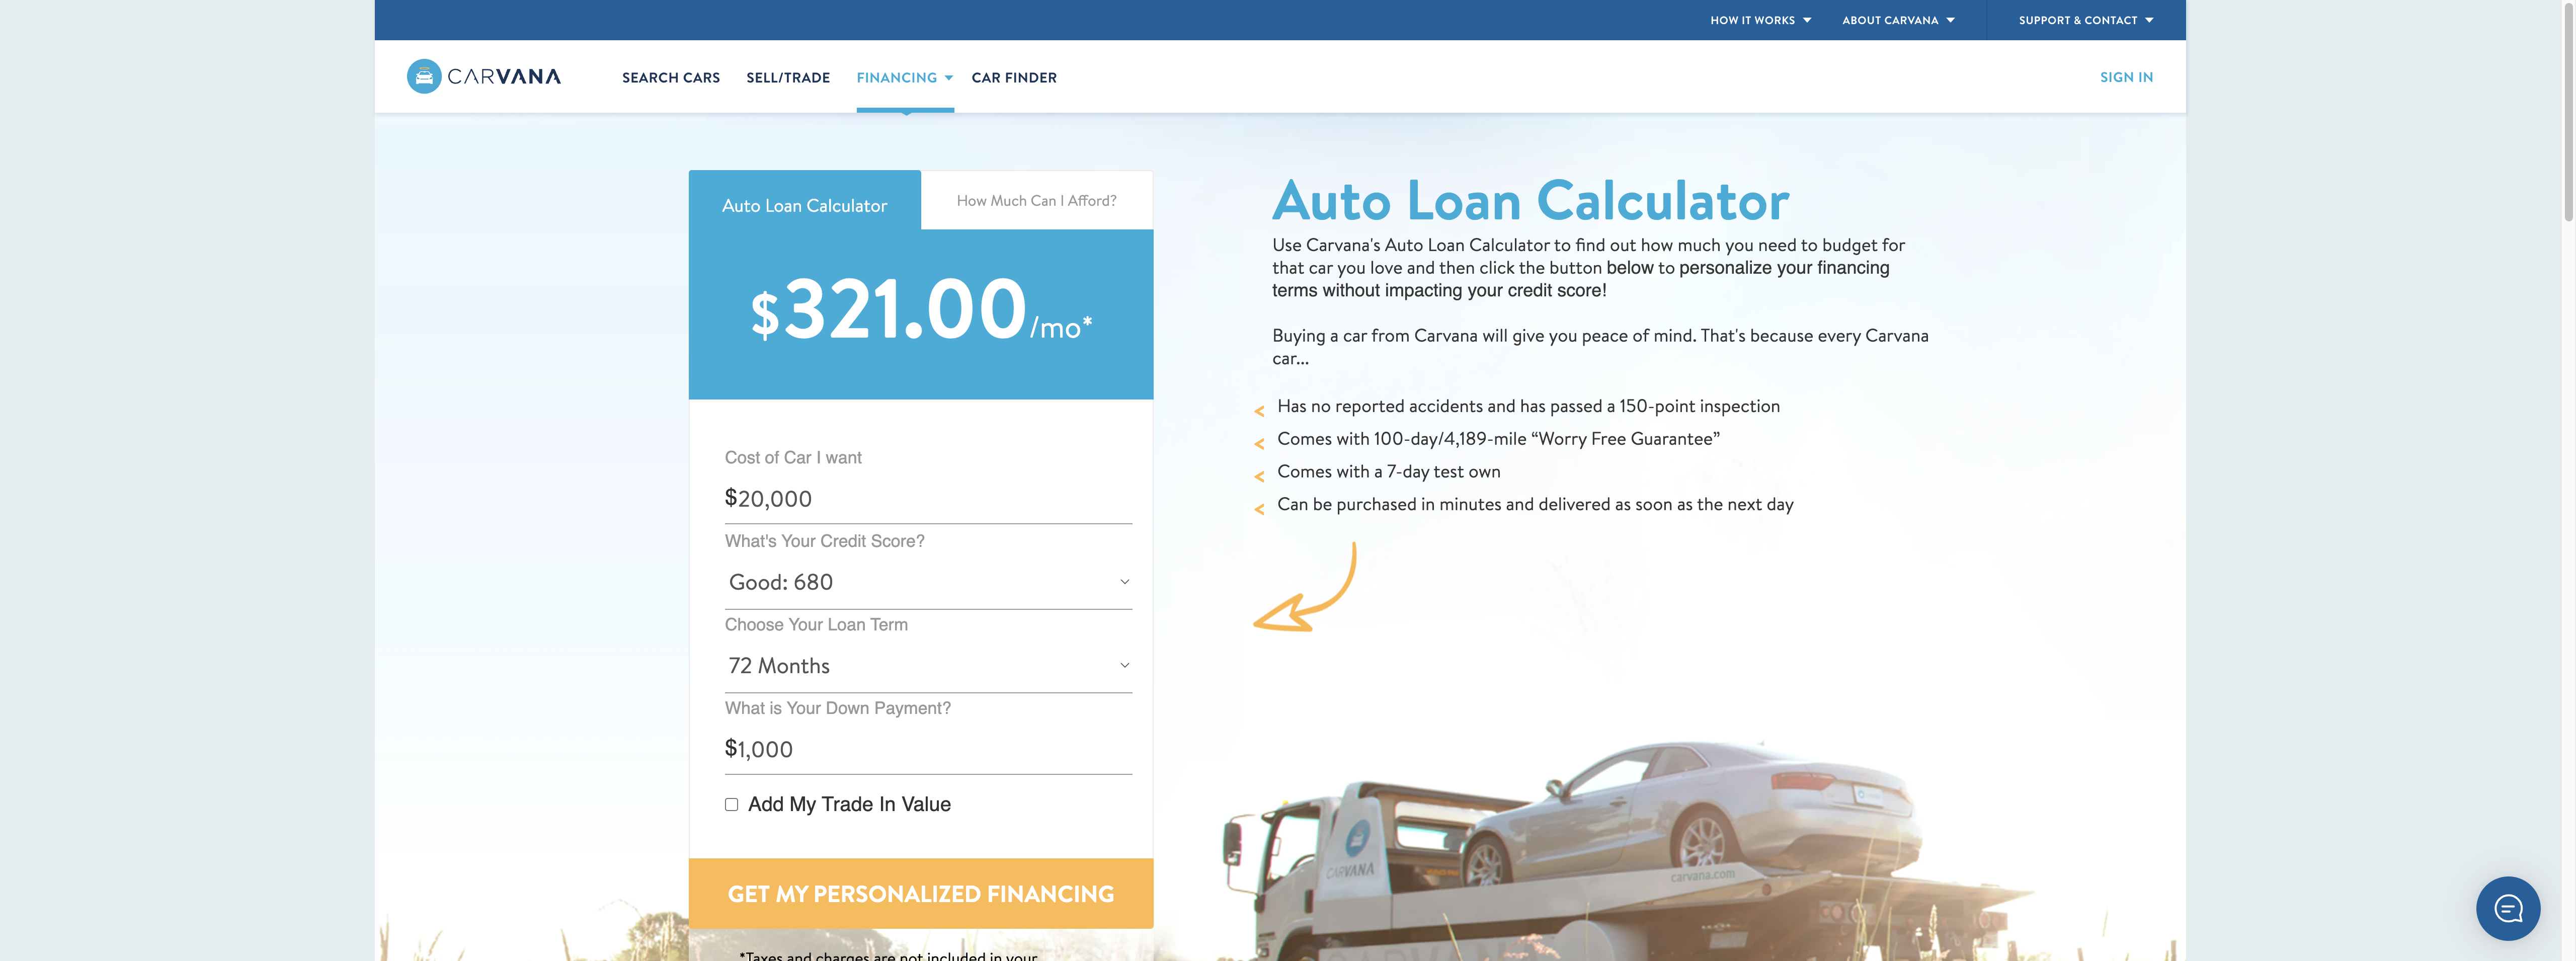 HOW IT WORKS
ABOUT CARVANA
SUPPORT & CONTACT
CARVANA
SEARCH CARS
SELL/TRADE
FINANCING
CAR FINDER
SIGN IN
Auto Loan Calculator
How Much Can I Afford?
$321.00/mo*
Cost of Car I want
$20,000
What's Your Credit Score?
Good: 680
Choose Your Loan Term
72 Months
What is Your Down Payment?
$1,000
Add My Trade In Value
GET MY PERSONALIZED FINANCING
*Taxes and charges are not included in your
Auto Loan Calculator
Use Carvana's Auto Loan Calculator to find out how much you need to budget for
that car you love and then click the button below to personalize your financing
terms without impacting your credit score!
Buying a car from Carvana will give you peace of mind. That's because every Carvana
car...
Has no reported accidents and has passed a 150-point inspection
Comes with 100-day/4,189-mile “Worry Free Guarantee”
Comes with a 7-day test own
Can be purchased in minutes and delivered as soon as the next day
CARVANA
carvana.com
CARVANA